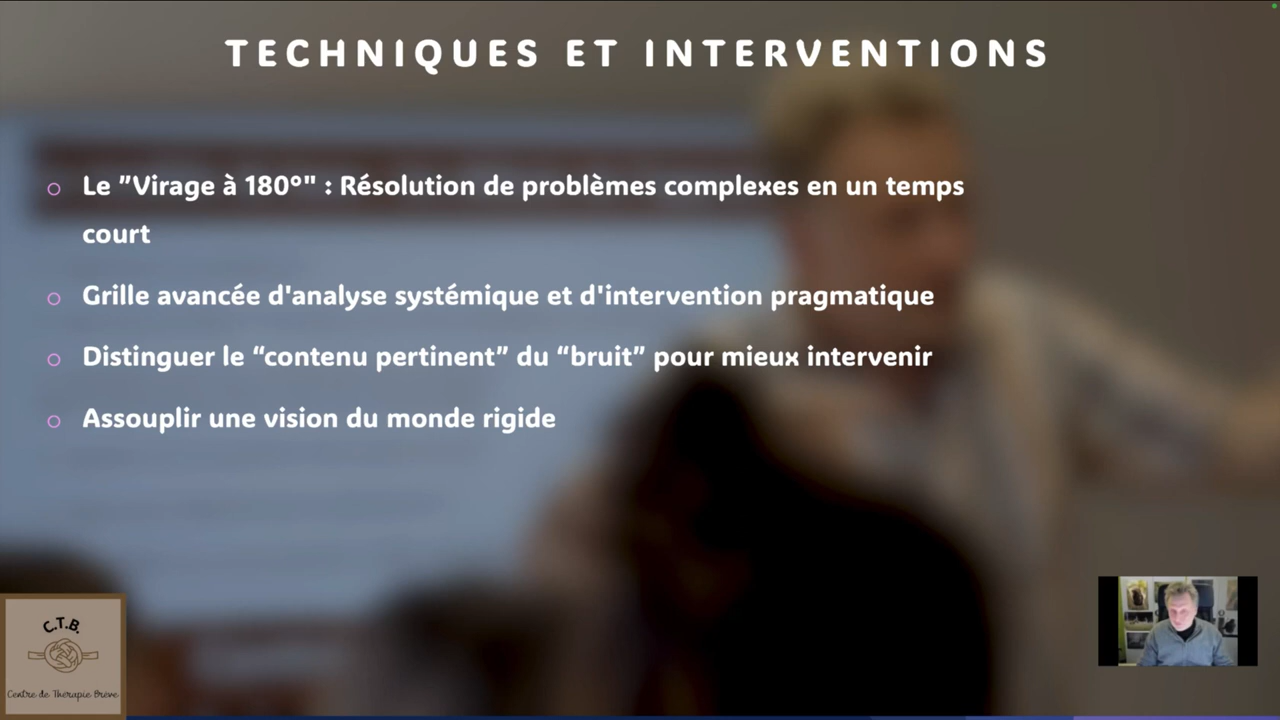 TECHNIQUES ET INTERVENTIONS
Le "Virage à 180°" : Résolution de problèmes complexes en un temps
court
Grille avancée d'analyse systémique et d'intervention pragmatique
Distinguer le “contenu pertinent” du “bruit” pour mieux intervenir
Assouplir une vision du monde rigide
C.T.B.
Centre de Thérapie Brève